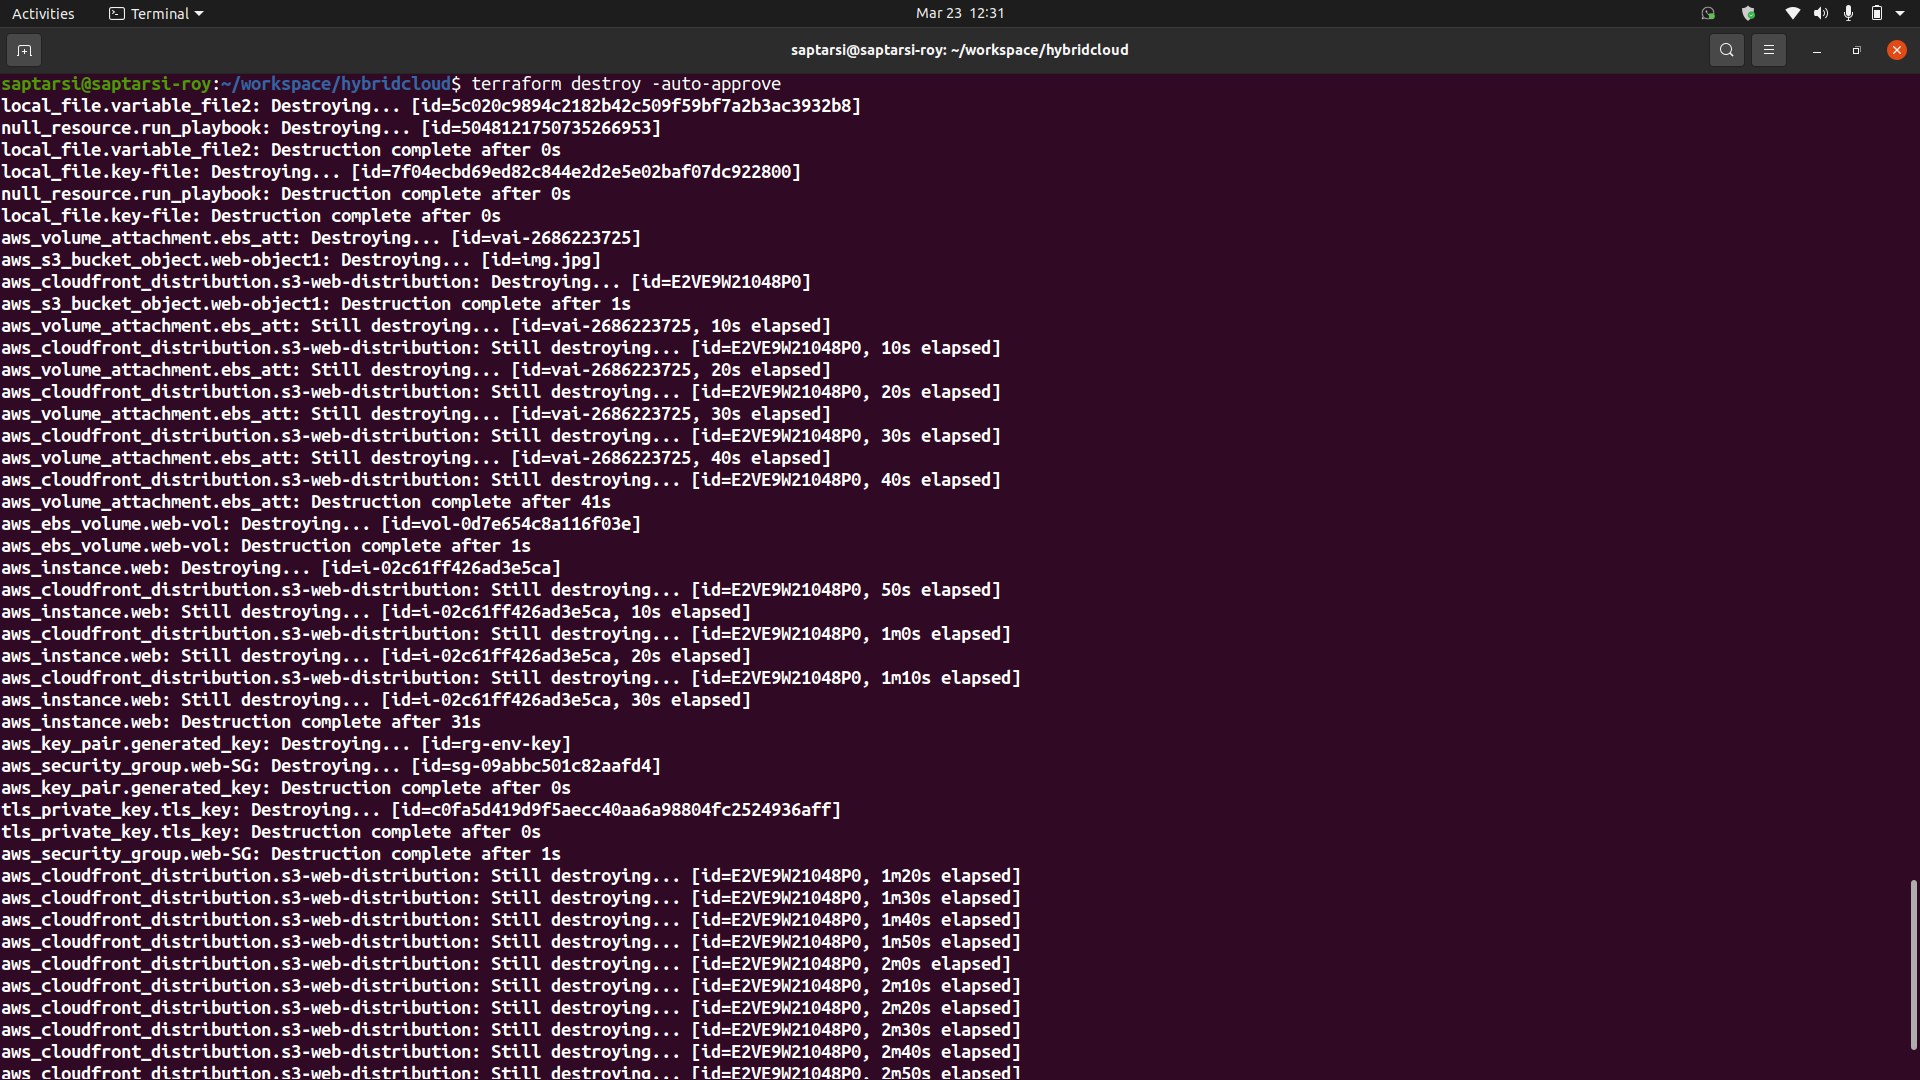 Activities
Terminal
Mar 23 12:31
saptarsi@saptarsi-roy: ~/workspace/hybridcloud
saptarsi@saptarsi-roy:~/workspace/hybridcloud$ terraform destroy -auto-approve
local_file.variable_file2: Destroying... [id=5c020c9894c2182b42c509f59bf7a2b3ac3932b8]
null_resource.run_playbook: Destroying... [id=5048121750735266953]
local_file.variable_file2: Destruction complete after 0s
local_file.key-file: Destroying... [id=7f04ecbd69ed82c844e2d2e5e02baf07dc922800]
null_resource.run_playbook: Destruction complete after 0s
local_file.key-file: Destruction complete after 0s
aws_volume_attachment.ebs_att: Destroying... [id=vai-2686223725]
aws_s3_bucket_object.web-object1: Destroying... [id=img.jpg]
aws_cloudfront_distribution.s3-web-distribution: Destroying... [id=E2VE9W21048P0]
aws_s3_bucket_object.web-object1: Destruction complete after 1s
aws_volume_attachment.ebs_att: Still destroying... [id=vai-2686223725, 10s elapsed]
aws_cloudfront_distribution.s3-web-distribution: Still destroying... [id=E2VE9W21048P0, 10s elapsed]
aws_volume_attachment.ebs_att: Still destroying... [id=vai-2686223725, 20s elapsed]
aws_cloudfront_distribution.s3-web-distribution: Still destroying... [id=E2VE9W21048P0, 20s elapsed]
aws_volume_attachment.ebs_att: Still destroying... [id=vai-2686223725, 30s elapsed]
aws_cloudfront_distribution.s3-web-distribution: Still destroying... [id=E2VE9W21048P0, 30s elapsed]
aws_volume_attachment.ebs_att: Still destroying... [id=vai-2686223725, 40s elapsed]
aws_cloudfront_distribution.s3-web-distribution: Still destroying... [id=E2VE9W21048P0, 40s elapsed]
aws_volume_attachment.ebs_att: Destruction complete after 41s
aws_ebs_volume.web-vol: Destroying... [id=vol-0d7e654c8a116f03e]
aws_ebs_volume.web-vol: Destruction complete after 1s
aws_instance.web: Destroying... [id=i-02c61ff426ad3e5ca]
aws_cloudfront_distribution.s3-web-distribution: Still destroying... [id=E2VE9W21048P0, 50s elapsed]
aws_instance.web: Still destroying... [id=i-02c61ff426ad3e5ca, 10s elapsed]
aws_cloudfront_distribution.s3-web-distribution: Still destroying... [id=E2VE9W21048P0, 1m0s elapsed]
aws_instance.web: Still destroying... [id=i-02c61ff426ad3e5ca, 20s elapsed]
aws_cloudfront_distribution.s3-web-distribution: Still destroying... [id=E2VE9W21048P0, 1m10s elapsed]
aws_instance.web: Still destroying... [id=i-02c61ff426ad3e5ca, 30s elapsed]
aws_instance.web: Destruction complete after 31s
aws_key_pair.generated_key: Destroying... [id=rg-env-key]
aws_security_group.web-SG: Destroying... [id=sg-09abbc501c82aafd4]
aws_key_pair.generated_key: Destruction complete after 0s
tls_private_key.tls_key: Destroying... [id=c0fa5d419d9f5aecc40aa6a98804fc2524936aff]
tls_private_key.tls_key: Destruction complete after 0s
aws_security_group.web-SG: Destruction complete after 1s
aws_cloudfront_distribution.s3-web-distribution: Still destroying... [id=E2VE9W21048P0, 1m20s elapsed]
aws_cloudfront_distribution.s3-web-distribution: Still destroying... [id=E2VE9W21048P0, 1m30s elapsed]
aws_cloudfront_distribution.s3-web-distribution: Still destroying... [id=E2VE9W21048P0, 1m40s elapsed]
aws_cloudfront_distribution.s3-web-distribution: Still destroying... [id=E2VE9W21048P0, 1m50s elapsed]
aws_cloudfront_distribution.s3-web-distribution: Still destroying... [id=E2VE9W21048P0, 2m0s elapsed]
aws_cloudfront_distribution.s3-web-distribution: Still destroying... [id=E2VE9W21048P0, 2m10s elapsed]
aws_cloudfront_distribution.s3-web-distribution: Still destroying... [id=E2VE9W21048P0, 2m20s elapsed]
aws_cloudfront_distribution.s3-web-distribution: Still destroying... [id=E2VE9W21048P0, 2m30s elapsed]
aws_cloudfront_distribution.s3-web-distribution: Still destroying... [id=E2VE9W21048P0, 2m40s elapsed]
aws_cloudfront_distribution.s3-web-distribution: Still destroying... [id=E2VE9W21048P0, 2m50s elapsed]